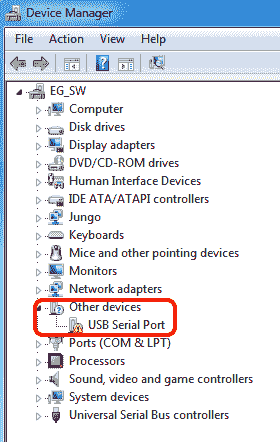 Device Manager
File Action View Help
EG_SW
Computer
Disk drives
Display adapters
DVD/CD-ROM drives
Human Interface Devices
IDE ATA/ATAPI controllers
Jungo
Keyboards
Mice and other pointing devices
Monitors
Network adapters
Other devices
USB Serial Port
Ports (COM & LPT)
Processors
Sound, video and game controllers
System devices
Universal Serial Bus controllers